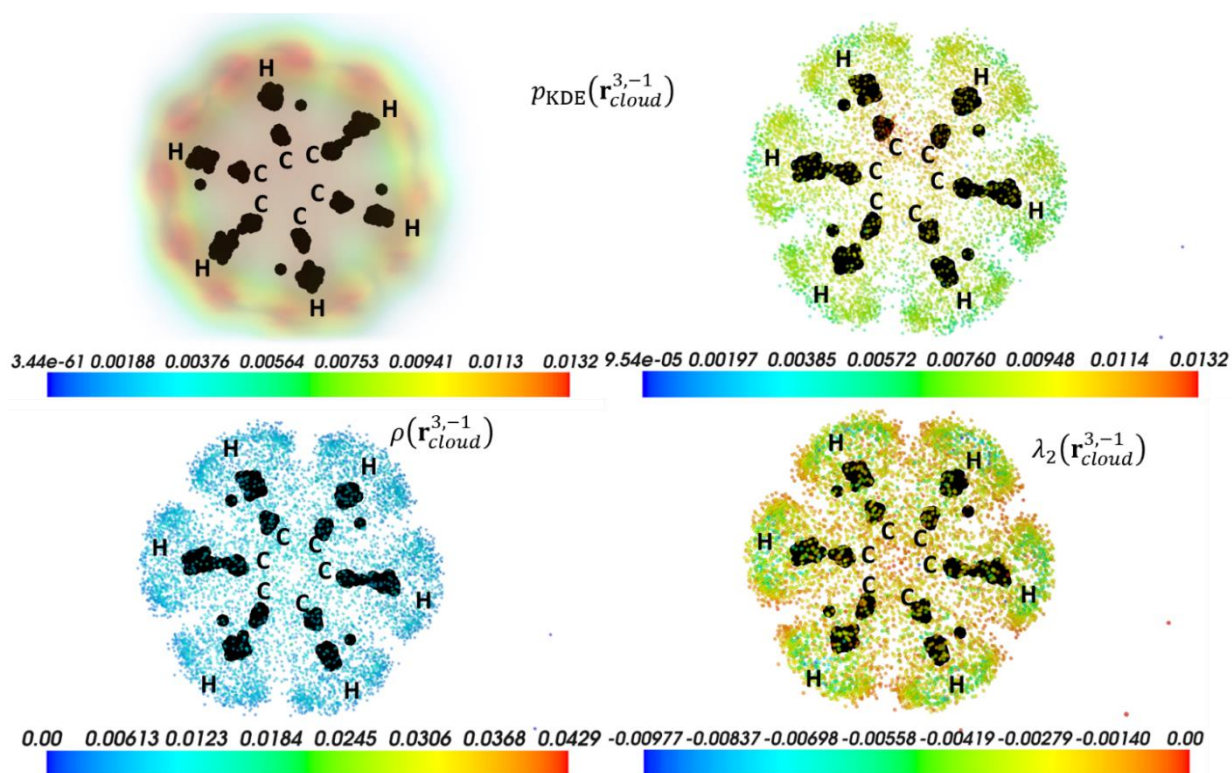 p_KDE(r_cloud^3,−1)
H
H
H
C
C
C
C
C
C
H
H
H
H
H
C
C
C
C
C
C
H
H
H
H
3.44e-61 0.00188 0.00376 0.00564 0.00753 0.00941 0.0113 0.0132
9.54e-05 0.00197 0.00385 0.00572 0.00760 0.00948 0.0114 0.0132
ρ(r_cloud^3,−1)
H
H
H
C
C
C
C
C
C
H
H
H
λ_2(r_cloud^3,−1)
H
H
H
C
C
C
C
C
C
H
H
H
0.00 0.00613 0.0123 0.0184 0.0245 0.0306 0.0368 0.0429
-0.00977 -0.00837 -0.00698 -0.00558 -0.00419 -0.00279 -0.00140 0.00